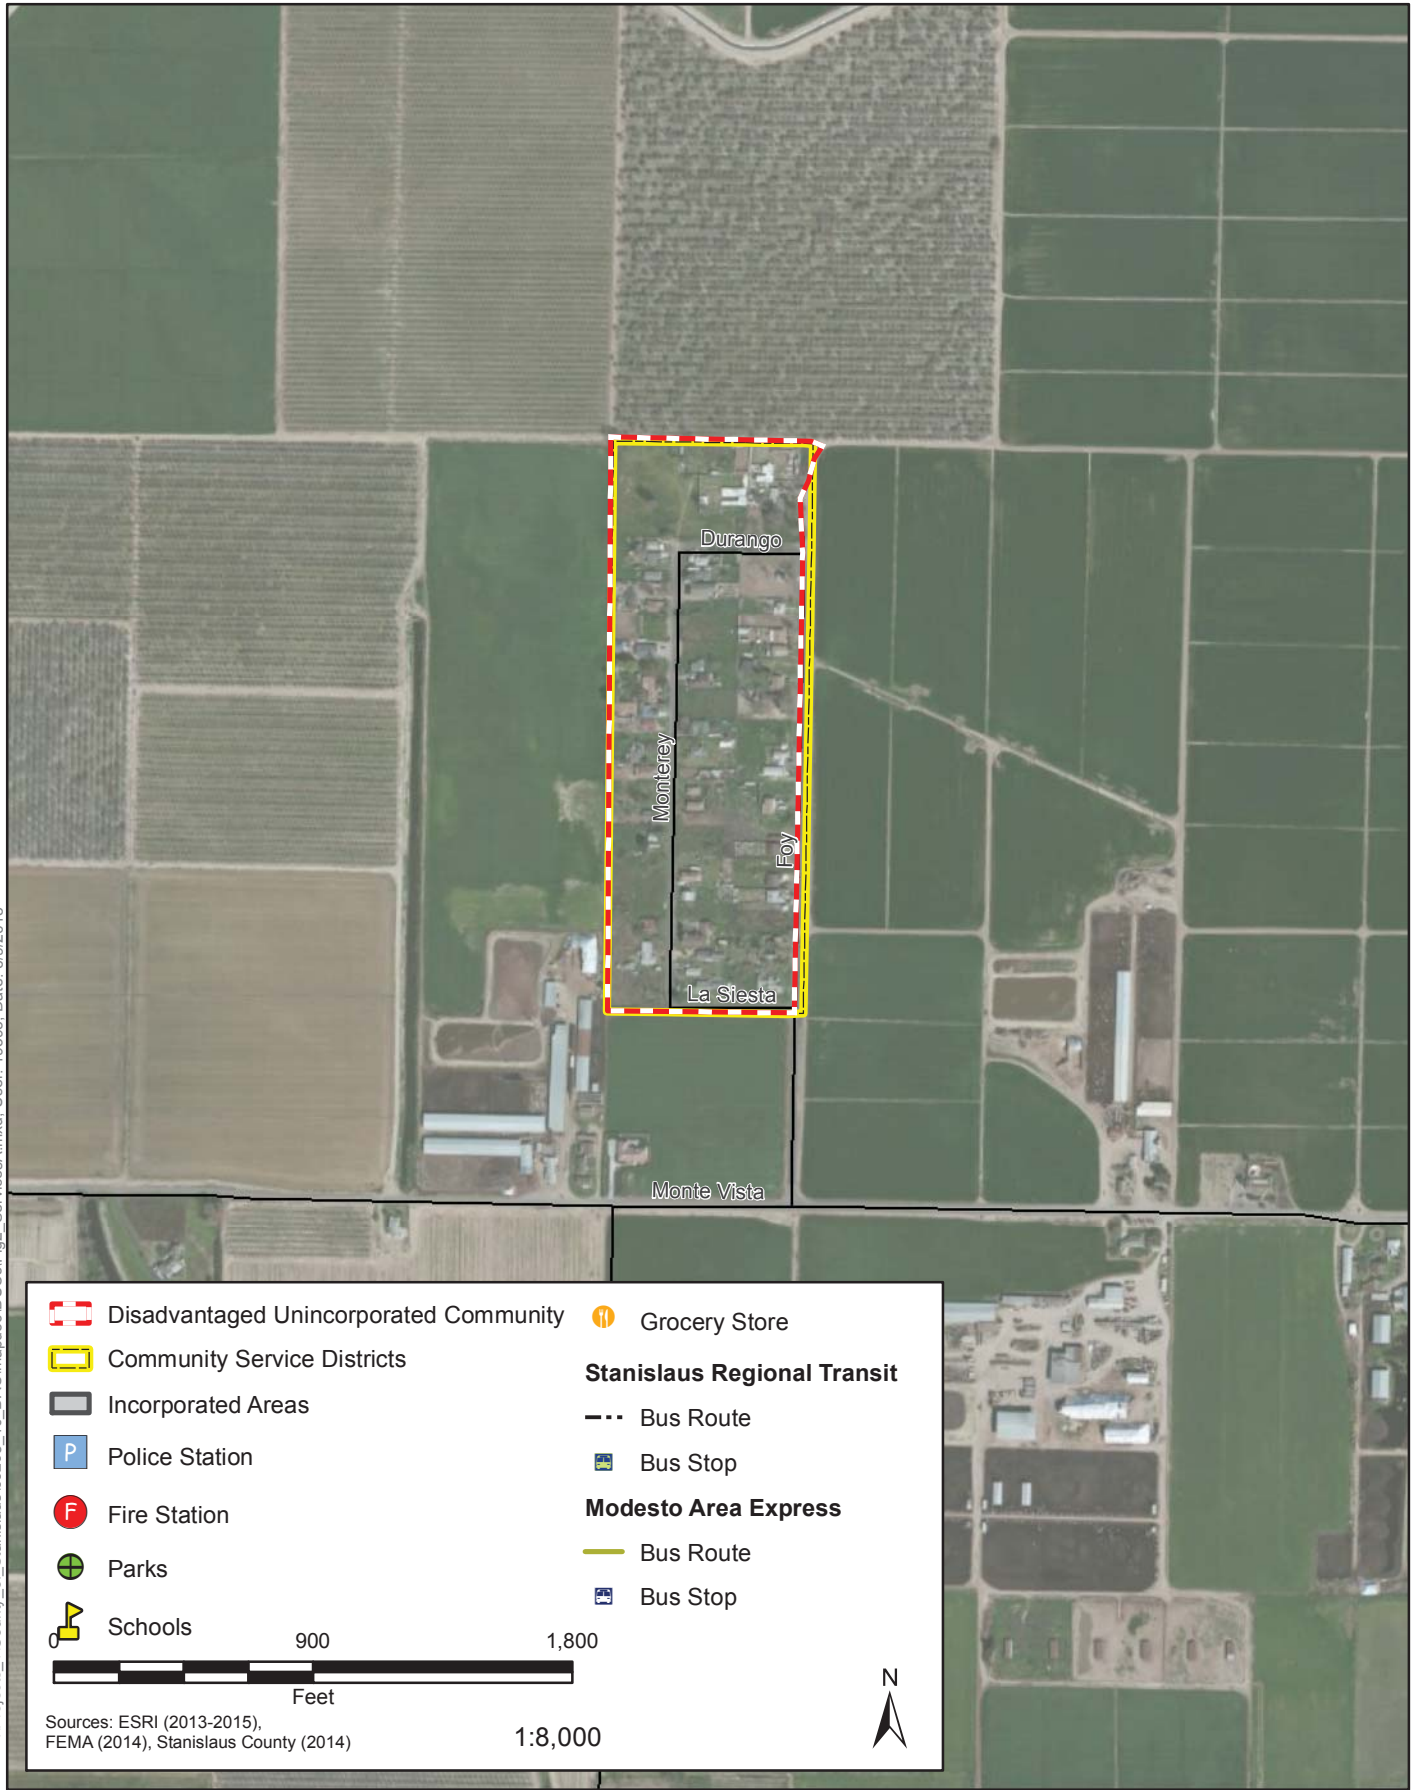 Durango
Monterey
Foy
La Siesta
Monte Vista
Disadvantaged Unincorporated Community
Community Service Districts
Incorporated Areas
P
Police Station
F
Fire Station
Parks
Schools
Grocery Store
Stanislaus Regional Transit
Bus Route
Bus Stop
Modesto Area Express
Bus Route
Bus Stop
0 900 1,800
Feet
Sources: ESRI (2013-2015),
FEMA (2014), Stanislaus County (2014)
1:8,000
N